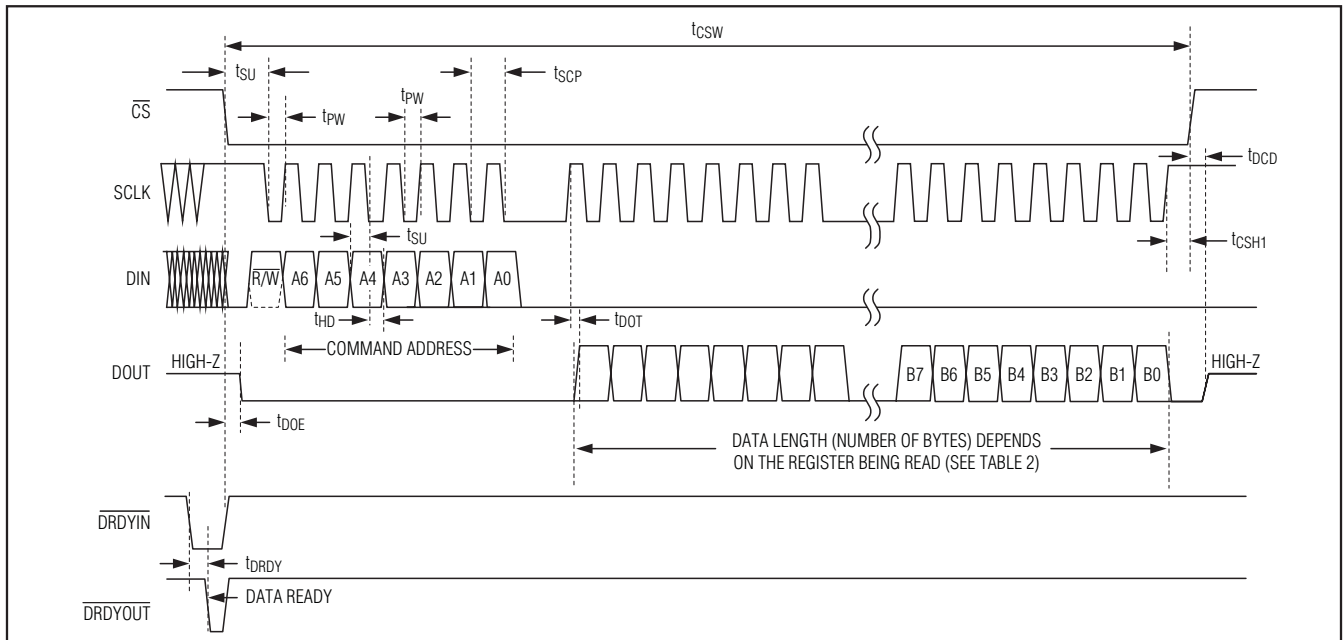 tCSW
tSU
tSCP
CS
tPW
tPW
tDCD
SCLK
tSU
tCSH1
DIN
R/W A6 A5 A4 A3 A2 A1 A0
tHD
tDOT
COMMAND ADDRESS
HIGH-Z
HIGH-Z
DOUT
B7 B6 B5 B4 B3 B2 B1 B0
tDOE
DATA LENGTH (NUMBER OF BYTES) DEPENDS
ON THE REGISTER BEING READ (SEE TABLE 2)
DRDYIN
tDRDY
DATA READY
DRDYOUT